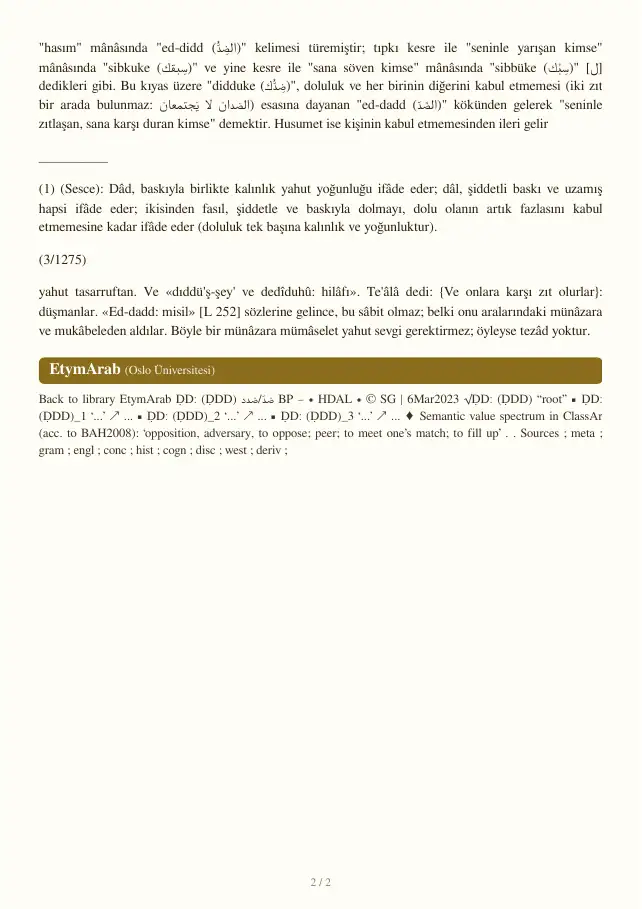 "hasım" mânâsında "ed-didd (الضِدُّ)" kelimesi türemiştir; tıpkı kesre ile "seninle yarışan kimse"
mânâsında "sibkuke (سِبقك)" ve yine kesre ile "sana söven kimse" mânâsında "sibbüke (سِبُّك)" [ل]
dedikleri gibi. Bu kıyas üzere "didduke (ضِدُّك)", doluluk ve her birinin diğerini kabul etmemesi (iki zıt
bir arada bulunmaz: الضدان لا يَجتمعان) esasına dayanan "ed-dadd (الضَد)" kökünden gelerek "seninle
zıtlaşan, sana karşı duran kimse" demektir. Husumet ise kişinin kabul etmemesinden ileri gelir
(1) (Sesce): Dâd, baskıyla birlikte kalınlık yahut yoğunluğu ifâde eder; dâl, şiddetli baskı ve uzamış
hapsi ifâde eder; ikisinden fasıl, şiddetle ve baskıyla dolmayı, dolu olanın artık fazlasını kabul
etmemesine kadar ifâde eder (doluluk tek başına kalınlık ve yoğunluktur).
(3/1275)
yahut tasarruftan. Ve «dıddü'ş-şey' ve dedîduhû: hilâfı». Te'âlâ dedi: {Ve onlara karşı zıt olurlar}:
düşmanlar. «Ed-dadd: misil» [L 252] sözlerine gelince, bu sâbit olmaz; belki onu aralarındaki münâzara
ve mukâbeleden aldılar. Böyle bir münâzara mümâselet yahut sevgi gerektirmez; öyleyse tezâd yoktur.
EtymArab (Oslo Üniversitesi)
Back to library EtymArab ḌD: (ḌDD) ضدّ/ضدد BP – • HDAL • © SG | 6Mar2023 √ḌD: (ḌDD) “root” ▪ ḌD:
(ḌDD)_1 ‘...’ ↗ ... ▪ ḌD: (ḌDD)_2 ‘...’ ↗ ... ▪ ḌD: (ḌDD)_3 ‘...’ ↗ ... ♦ Semantic value spectrum in ClassAr
(acc. to BAH2008): ‘opposition, adversary, to oppose; peer; to meet one’s match; to fill up’ . . Sources ; meta ;
gram ; engl ; conc ; hist ; cogn ; disc ; west ; deriv ;
2 / 2